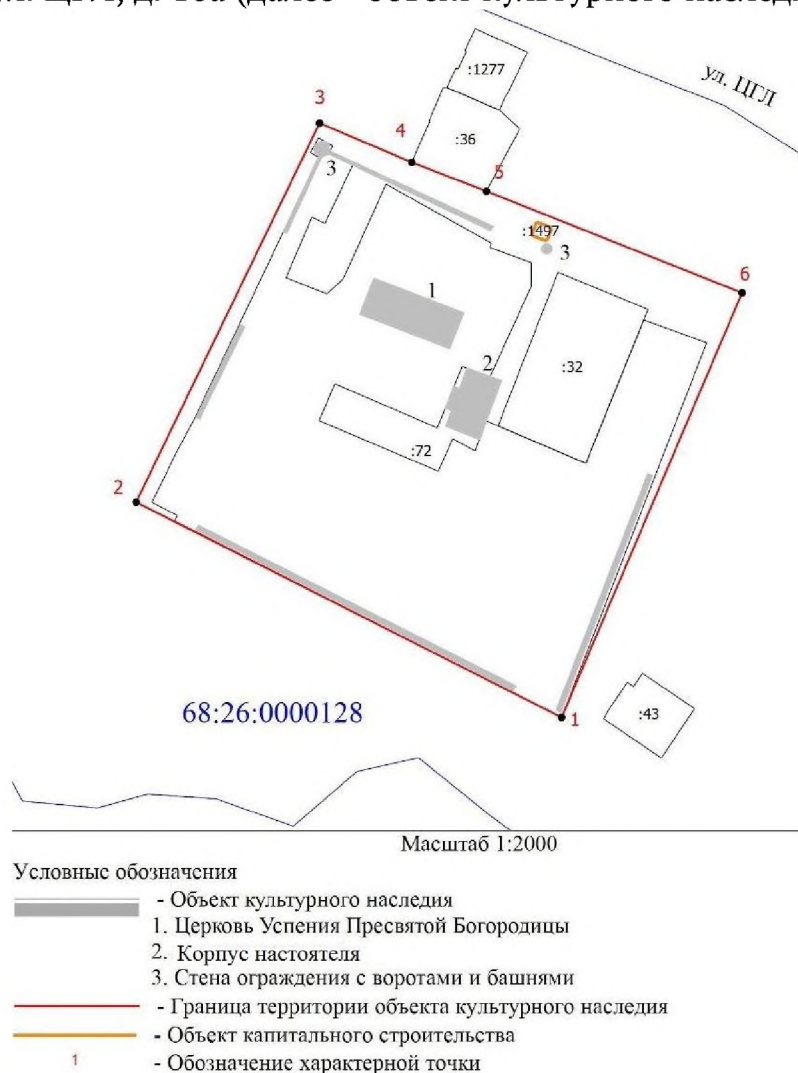 :1277
ул. ЦГЛ
3
4
:36
3
5
:1497
3
6
1
2
:32
:72
2
68:26:0000128
1
:43
Масштаб 1:2000
Условные обозначения
- Объект культурного наследия
1. Церковь Успения Пресвятой Богородицы
2. Корпус настоятеля
3. Стена ограждения с воротами и башнями
- Граница территории объекта культурного наследия
- Объект капитального строительства
1 - Обозначение характерной точки